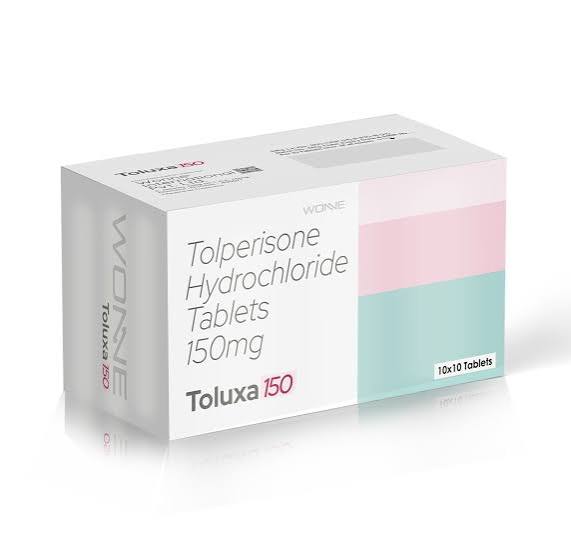 Toluxa 150
WONNE
Tolperisone
Hydrochloride
Tablets
150mg
Toluxa 150
10x10 Tablets
WONNE
Toluxa 150